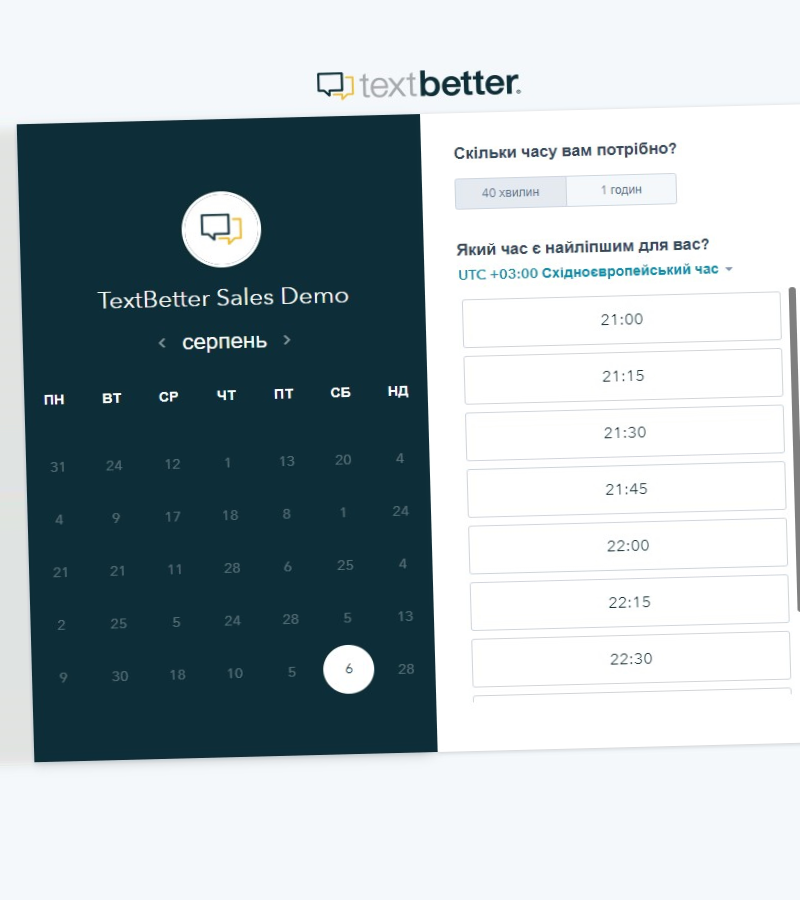 textbetter.
TextBetter Sales Demo
серпень
ПН ВТ СР ЧТ ПТ СБ НД
31 24 12 1 13 20 4
4 9 17 18 8 1 24
21 21 11 28 6 25 4
2 25 5 24 28 5 13
9 30 18 10 5 6 28
Скільки часу вам потрібно?
40 хвилин 1 годин
Який час є найліпшим для вас?
UTC +03:00 Східноєвропейський час
21:00
21:15
21:30
21:45
22:00
22:15
22:30